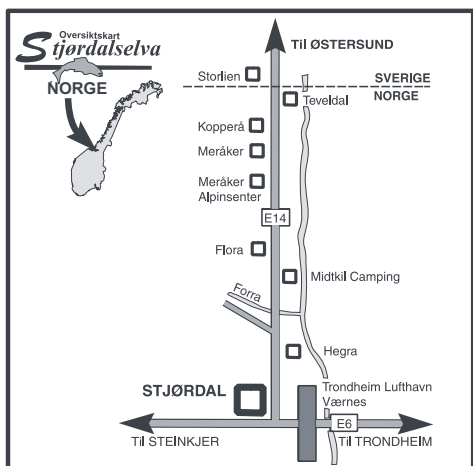 Oversiktskart
Stjørdalselva
NORGE
Til ØSTERSUND
Storlien
SVERIGE
NORGE
Teveldal
Kopperå
Meråker
Meråker
Alpinsenter
E14
Flora
Midtkil Camping
Forra
Hegra
STJØRDAL
Trondheim Lufthavn
Værnes
E6
Til STEINKJER
Til TRONDHEIM